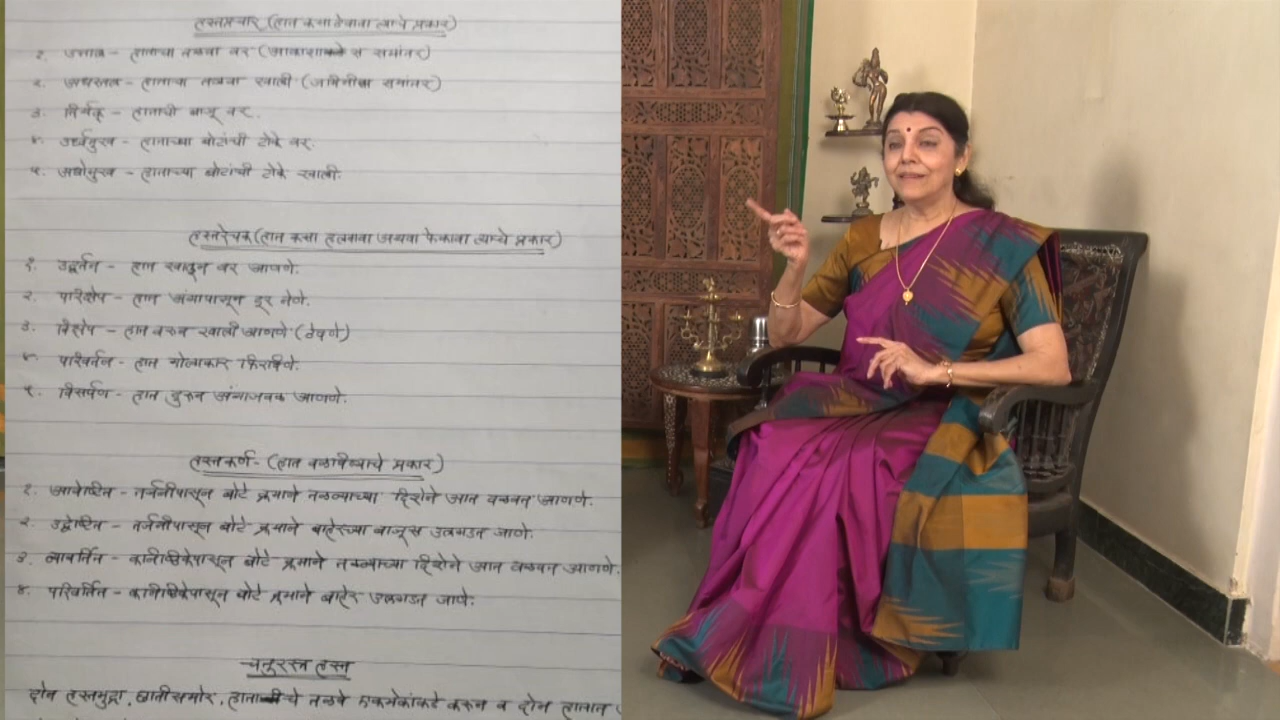 हस्तप्रचार (हात कसा ठेवावा त्याचे प्रकार)
१. उत्तान - हाताचा तळवा वर (आकाशाकडे स समांतर)
२. अधस्तल - हाताचा तळवा खाली (जमिनीला समांतर)
३. तिर्यक् - हाताची बाजू वर.
४. उर्ध्वमुख - हाताच्या बोटांची टोके वर.
५. अधोमुख - हाताच्या बोटांची टोके खाली.
हस्तरेचक (हात कसा हलवावा अथवा फेकावा त्याचे प्रकार)
१. उद्वर्तन - हात खालून वर आणणे.
२. परिक्षेप - हात अंगापासून दूर नेणे.
३. विक्षेप - हात वरून खाली आणणे (ठेवणे)
४. परिवर्तन - हात गोलाकार फिरविणे.
५. विसर्पण - हात दुरून अंगाजवळ आणणे.
हस्तकर्ण - (हात वळविण्याचे प्रकार)
१. आवेष्टित - तर्जनीपासून बोटे क्रमाने तळव्याच्या दिशेने आत वळवत आणणे.
२. उद्वेष्टित - तर्जनीपासून बोटे क्रमाने बाहेरच्या बाजूस उलगडत जाणे.
३. व्यावर्तित - कनिष्ठिकेपासून बोटे क्रमाने तळव्याच्या दिशेने आत वळवत आणणे.
४. परिवर्तित - कनिष्ठिकेपासून बोटे क्रमाने बाहेर उलगडत जाणे.
चतुरस्त्र हस्त
दोन हस्तमुद्रा, छातीसमोर, हाताचे तळवे एकमेकांकडे करून व दोन हातात